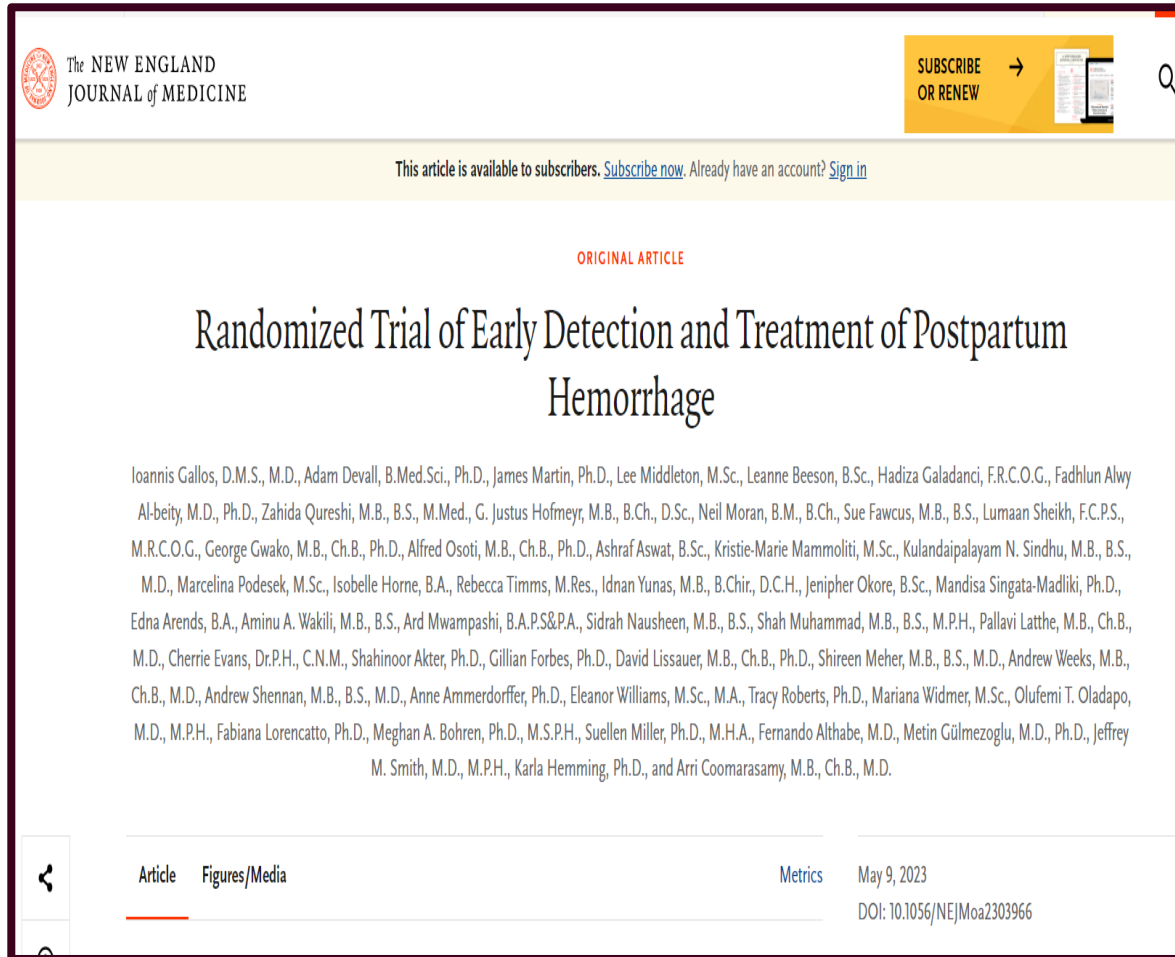 The NEW ENGLAND
JOURNAL of MEDICINE
SUBSCRIBE
OR RENEW
This article is available to subscribers. Subscribe now. Already have an account? Sign in
ORIGINAL ARTICLE
Randomized Trial of Early Detection and Treatment of Postpartum
Hemorrhage
Ioannis Gallos, D.M.S., M.D., Adam Devall, B.Med.Sci., Ph.D., James Martin, Ph.D., Lee Middleton, M.Sc., Leanne Beeson, B.Sc., Hadiza Galadanci, F.R.C.O.G., Fadhlun Alwy
Al-beity, M.D., Ph.D., Zahida Qureshi, M.B., B.S., M.Med., G. Justus Hofmeyr, M.B., B.Ch., D.Sc., Neil Moran, B.M., B.Ch., Sue Fawcus, M.B., B.S., Lumaan Sheikh, F.C.P.S.,
M.R.C.O.G., George Gwako, M.B., Ch.B., Ph.D., Alfred Osoti, M.B., Ch.B., Ph.D., Ashraf Aswat, B.Sc., Kristie-Marie Mammoliti, M.Sc., Kulandaipalayam N. Sindhu, M.B., B.S.,
M.D., Marcelina Podesek, M.Sc., Isobelle Horne, B.A., Rebecca Timms, M.Res., Idnan Yunas, M.B., B.Chir., D.C.H., Jenipher Okore, B.Sc., Mandisa Singata-Madliki, Ph.D.,
Edna Arends, B.A., Aminu A. Wakili, M.B., B.S., Ard Mwampashi, B.A.P.S&P.A., Sidrah Nausheen, M.B., B.S., Shah Muhammad, M.B., B.S., M.P.H., Pallavi Latthe, M.B., Ch.B.,
M.D., Cherrie Evans, Dr.P.H., C.N.M., Shahinoor Akter, Ph.D., Gillian Forbes, Ph.D., David Lissauer, M.B., Ch.B., Ph.D., Shireen Meher, M.B., B.S., M.D., Andrew Weeks, M.B.,
Ch.B., M.D., Andrew Shennan, M.B., B.S., M.D., Anne Ammerdorffer, Ph.D., Eleanor Williams, M.Sc., M.A., Tracy Roberts, Ph.D., Mariana Widmer, M.Sc., Olufemi T. Oladapo,
M.D., M.P.H., Fabiana Lorencatto, Ph.D., Meghan A. Bohren, Ph.D., M.S.P.H., Suellen Miller, Ph.D., M.H.A., Fernando Althabe, M.D., Metin Gülmezoglu, M.D., Ph.D., Jeffrey
M. Smith, M.D., M.P.H., Karla Hemming, Ph.D., and Arri Coomarasamy, M.B., Ch.B., M.D.
Article Figures/Media Metrics
May 9, 2023
DOI: 10.1056/NEJMoa2303966